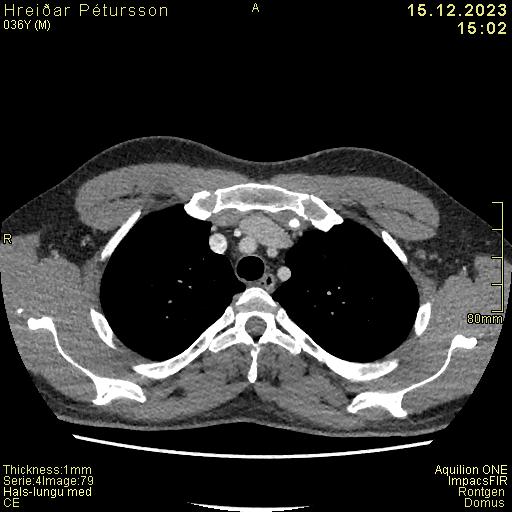 Hreiðar Pétursson
036Y (M)
A
15.12.2023
15:02
R
80mm
Thickness:1mm
Serie:4Image:79
Hals-lungu med
CE
Aquilion ONE
ImpacsFIR
Rontgen
Domus